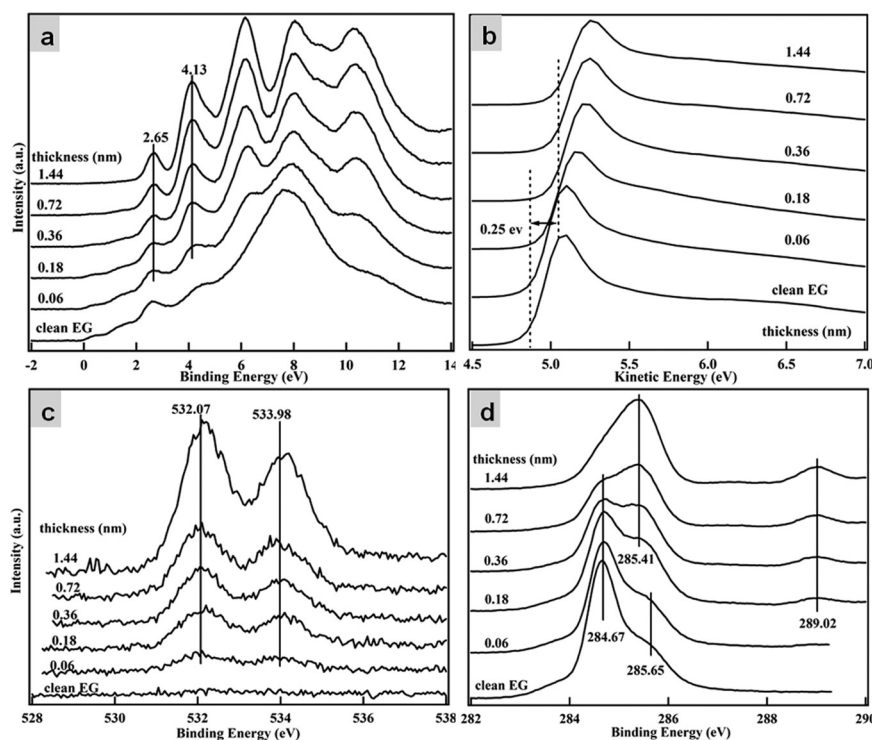 a
2.65
4.13
thickness (nm)
1.44
0.72
0.36
0.18
0.06
clean EG
Intensity (a.u.)
-2 0 2 4 6 8 10 12 14
Binding Energy (eV)
b
1.44
0.72
0.36
0.18
0.06
clean EG
thickness (nm)
0.25 ev
4.5 5.0 5.5 6.0 6.5 7.0
Kinetic Energy (eV)
c
532.07 533.98
thickness (nm)
1.44
0.72
0.36
0.18
0.06
clean EG
Intensity (a.u.)
528 530 532 534 536 538
Binding Energy (eV)
d
thickness (nm)
1.44
0.72
0.36
0.18
0.06
clean EG
285.41
284.67
285.65
289.02
282 284 286 288 290
Binding Energy (eV)